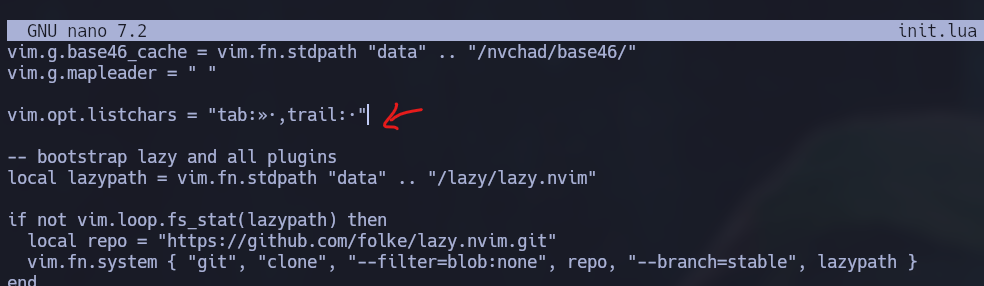 GNU nano 7.2 init.lua
vim.g.base46_cache = vim.fn.stdpath "data" .. "/nvchad/base46/"
vim.g.mapleader = " "
vim.opt.listchars = "tab:»·,trail:·"
-- bootstrap lazy and all plugins
local lazypath = vim.fn.stdpath "data" .. "/lazy/lazy.nvim"
if not vim.loop.fs_stat(lazypath) then
  local repo = "https://github.com/folke/lazy.nvim.git"
  vim.fn.system { "git", "clone", "--filter=blob:none", repo, "--branch=stable", lazypath }
end